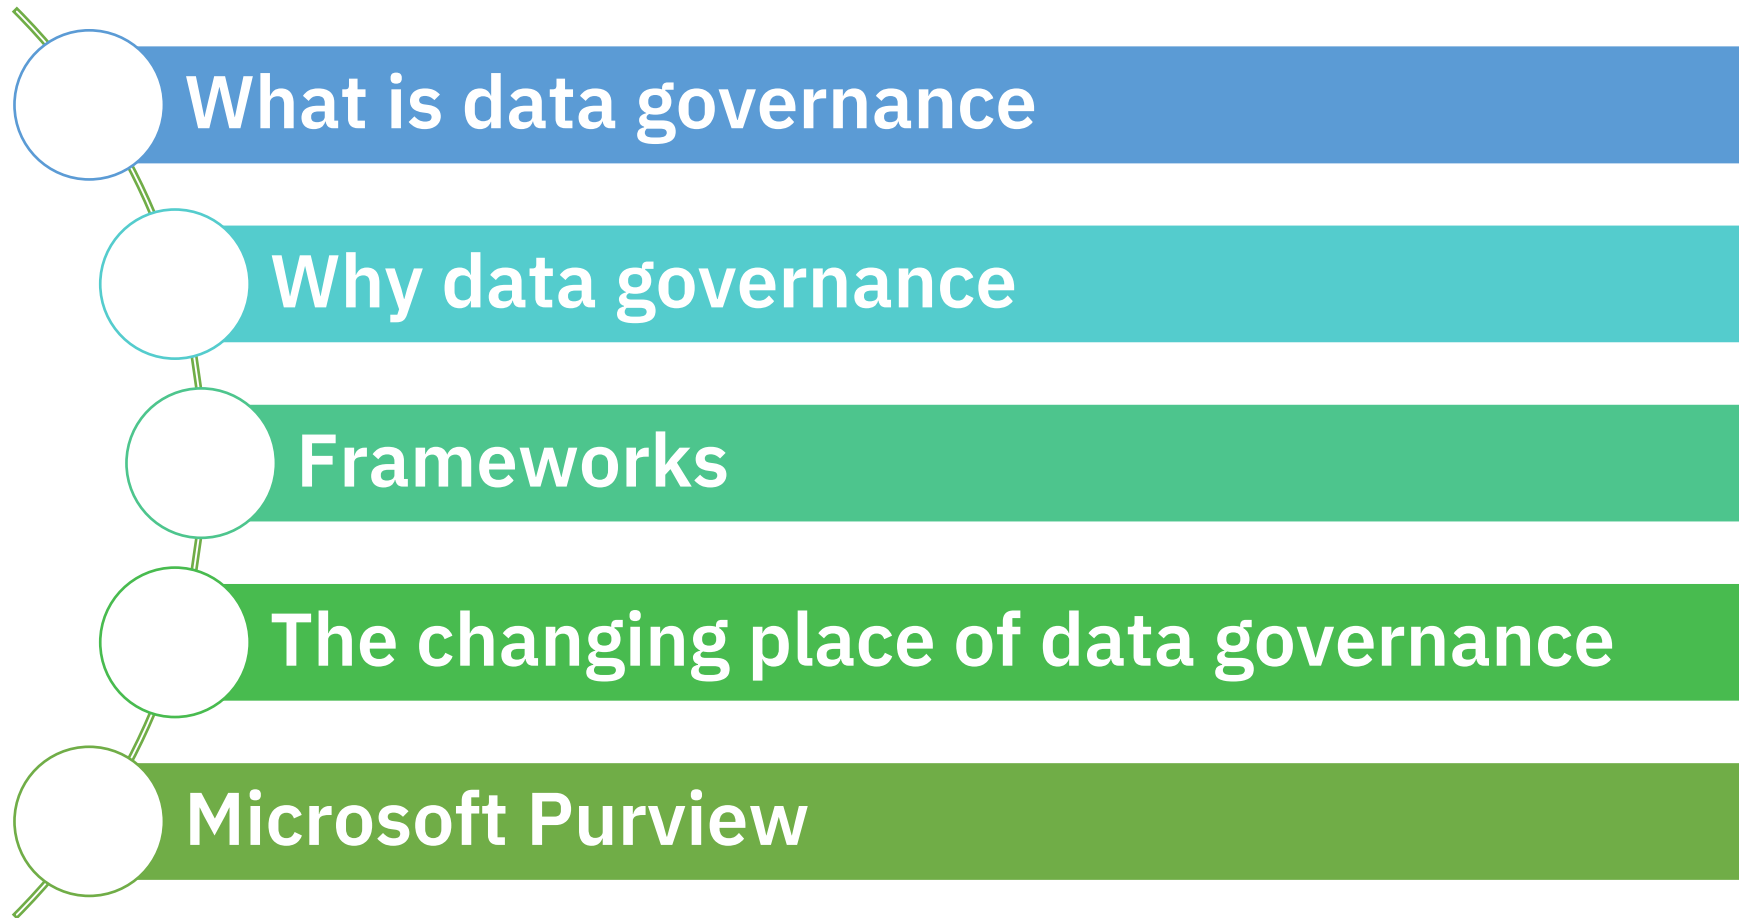 What is data governance
Why data governance
Frameworks
The changing place of data governance
Microsoft Purview